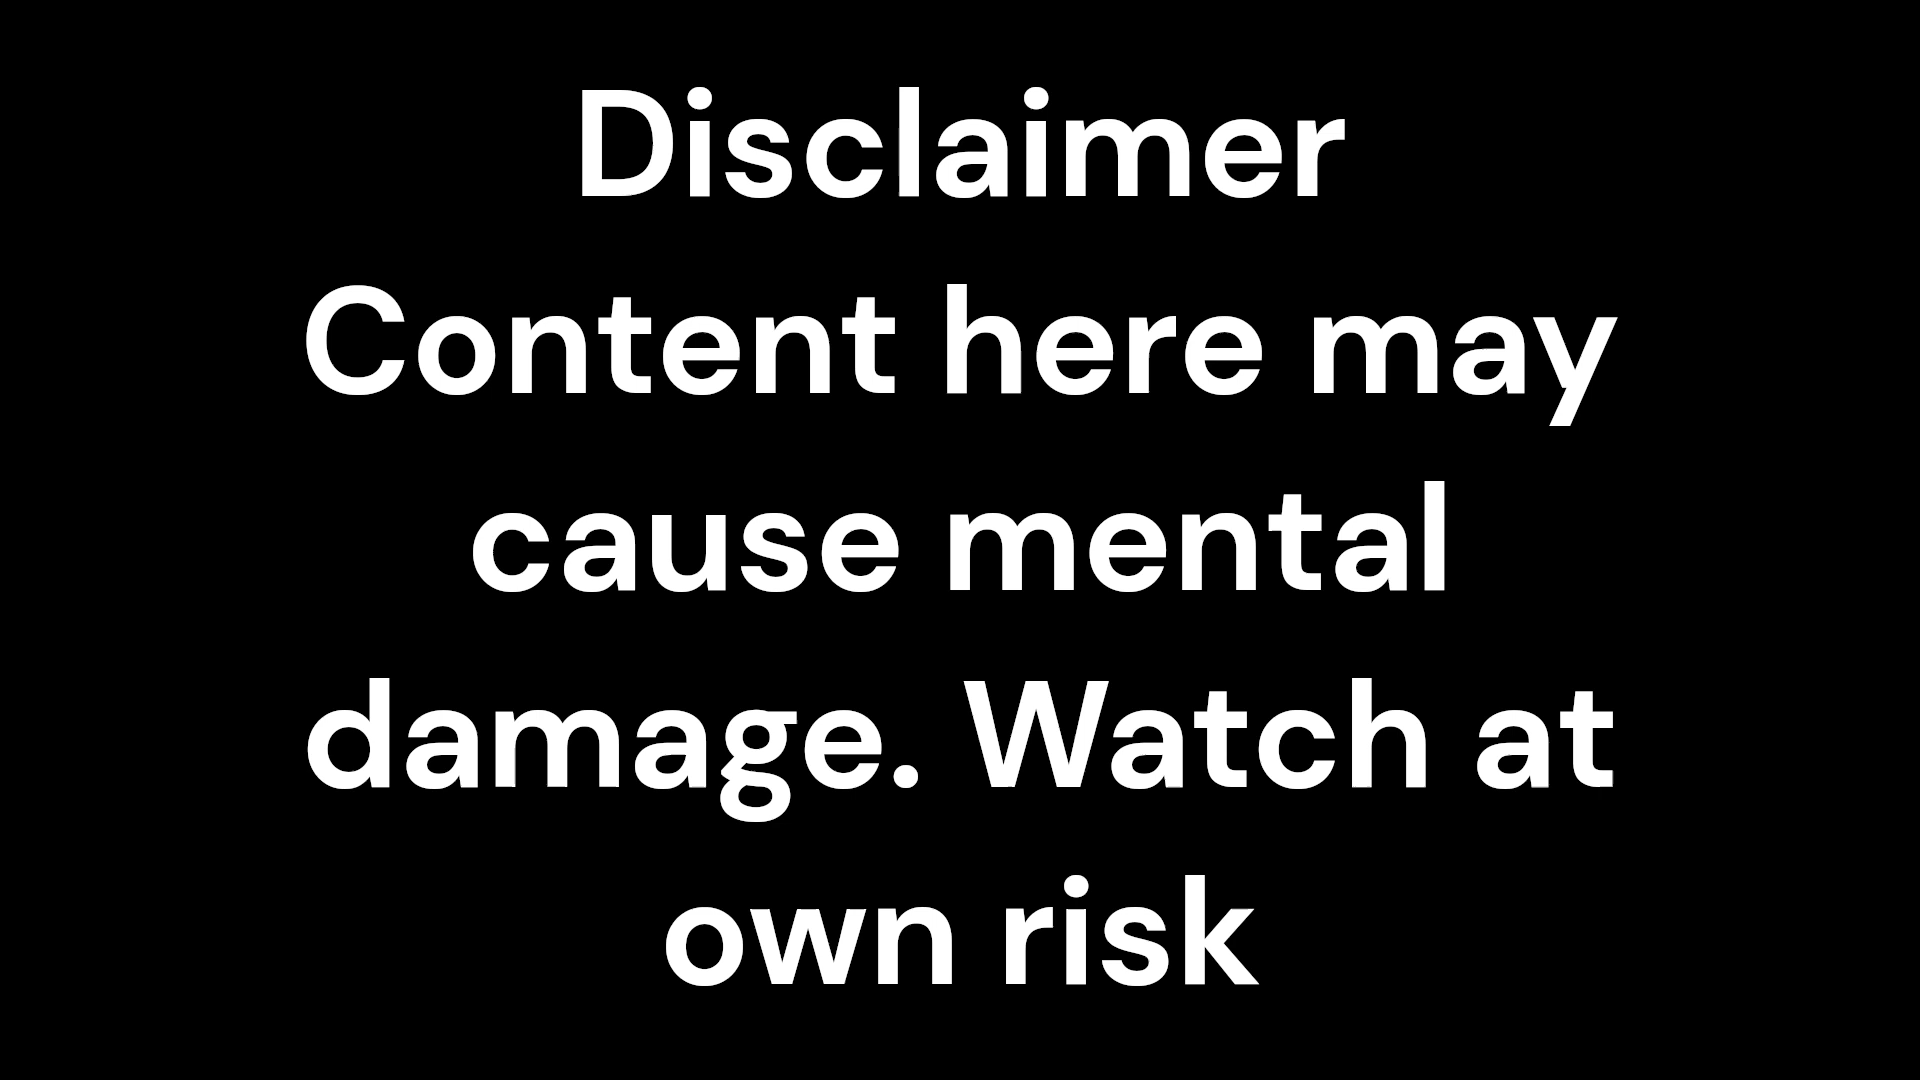 Disclaimer
Content here may
cause mental
damage. Watch at
own risk